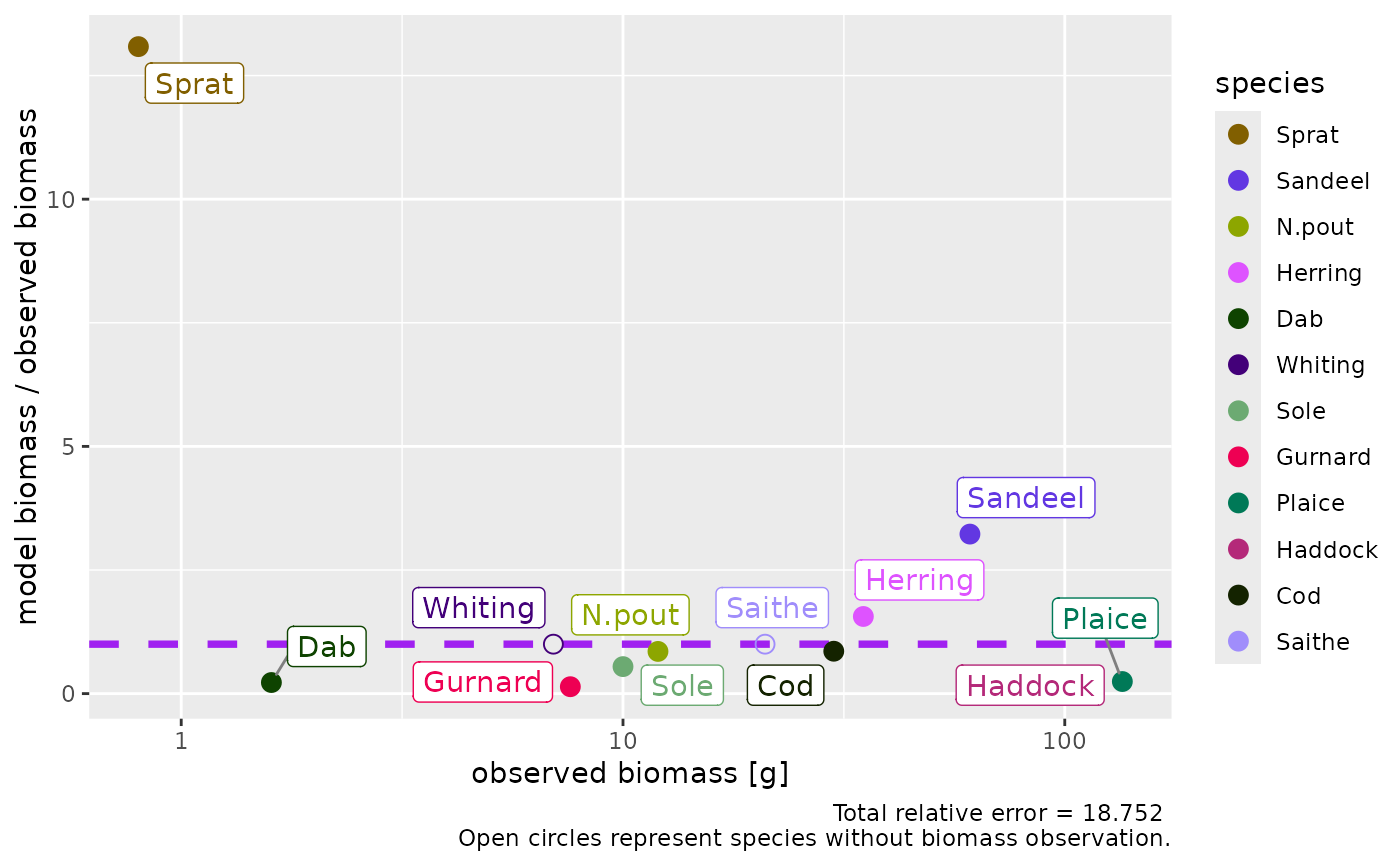 model biomass / observed biomass
10
5
0
Sprat
Sandeel
Herring
Whiting
N.pout
Saithe
Plaice
Dab
Gurnard
Sole
Cod
Haddock
1
10
100
observed biomass [g]
Total relative error = 18.752
Open circles represent species without biomass observation.
species
Sprat
Sandeel
N.pout
Herring
Dab
Whiting
Sole
Gurnard
Plaice
Haddock
Cod
Saithe